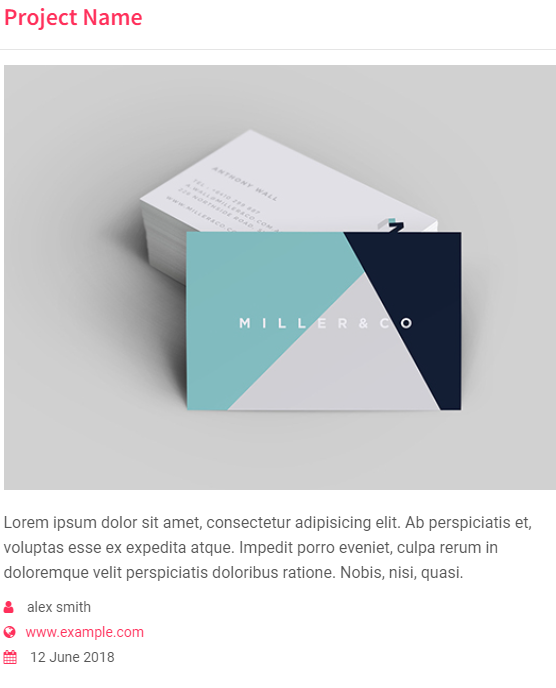 Project Name
ANTHONY WALL
MILLER&CO
Lorem ipsum dolor sit amet, consectetur adipisicing elit. Ab perspiciatis et,
voluptas esse ex expedita atque. Impedit porro eveniet, culpa rerum in
doloremque velit perspiciatis doloribus ratione. Nobis, nisi, quasi.
alex smith
www.example.com
12 June 2018